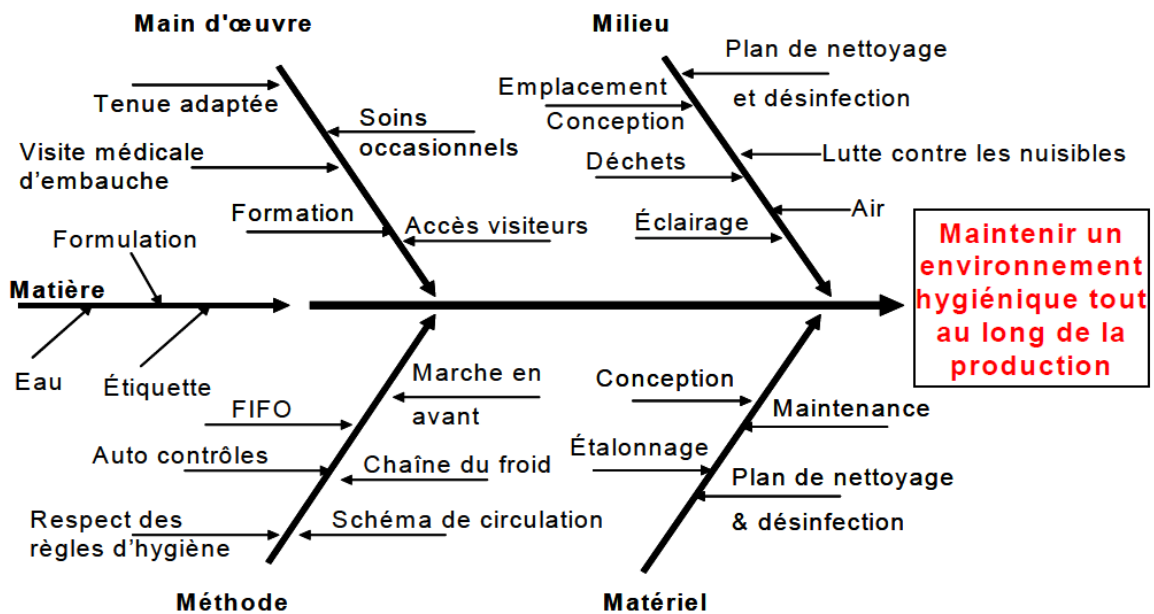 Main d'œuvre
Milieu
Plan de nettoyage
et désinfection
Tenue adaptée
Emplacement
Conception
Soins
occasionnels
Visite médicale
d'embauche
Déchets
Lutte contre les nuisibles
Formation
Accès visiteurs
Éclairage
Air
Formulation
Matière
Eau
Étiquette
Maintenir un
environnement
hygiénique tout
au long de la
production
Marche en
avant
FIFO
Auto contrôles
Chaîne du froid
Respect des
règles d'hygiène
Schéma de circulation
Conception
Maintenance
Étalonnage
Plan de nettoyage
& désinfection
Méthode
Matériel